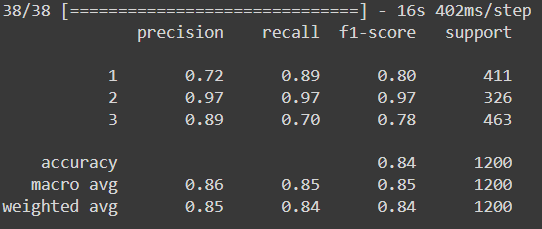 38/38 [==============================] - 16s 402ms/step
precision recall f1-score support
1 0.72 0.89 0.80 411
2 0.97 0.97 0.97 326
3 0.89 0.70 0.78 463
accuracy 0.84 1200
macro avg 0.86 0.85 0.85 1200
weighted avg 0.85 0.84 0.84 1200